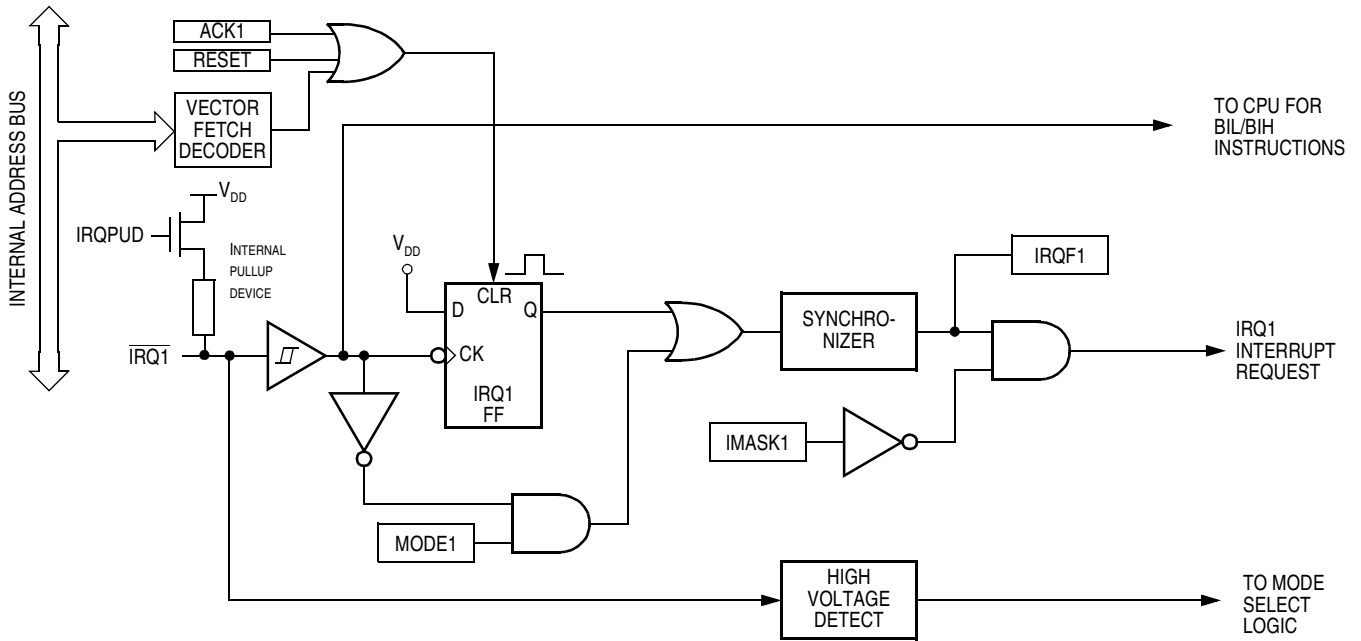 INTERNAL ADDRESS BUS
ACK1
RESET
VECTOR
FETCH
DECODER
TO CPU FOR
BIL/BIH
INSTRUCTIONS
VDD
IRQPUD
INTERNAL
PULLUP
DEVICE
VDD
CLR
D
Q
CK
IRQ1
FF
IRQ1
SYNCHRO-
NIZER
IRQF1
IRQ1
INTERRUPT
REQUEST
IMASK1
MODE1
HIGH
VOLTAGE
DETECT
TO MODE
SELECT
LOGIC